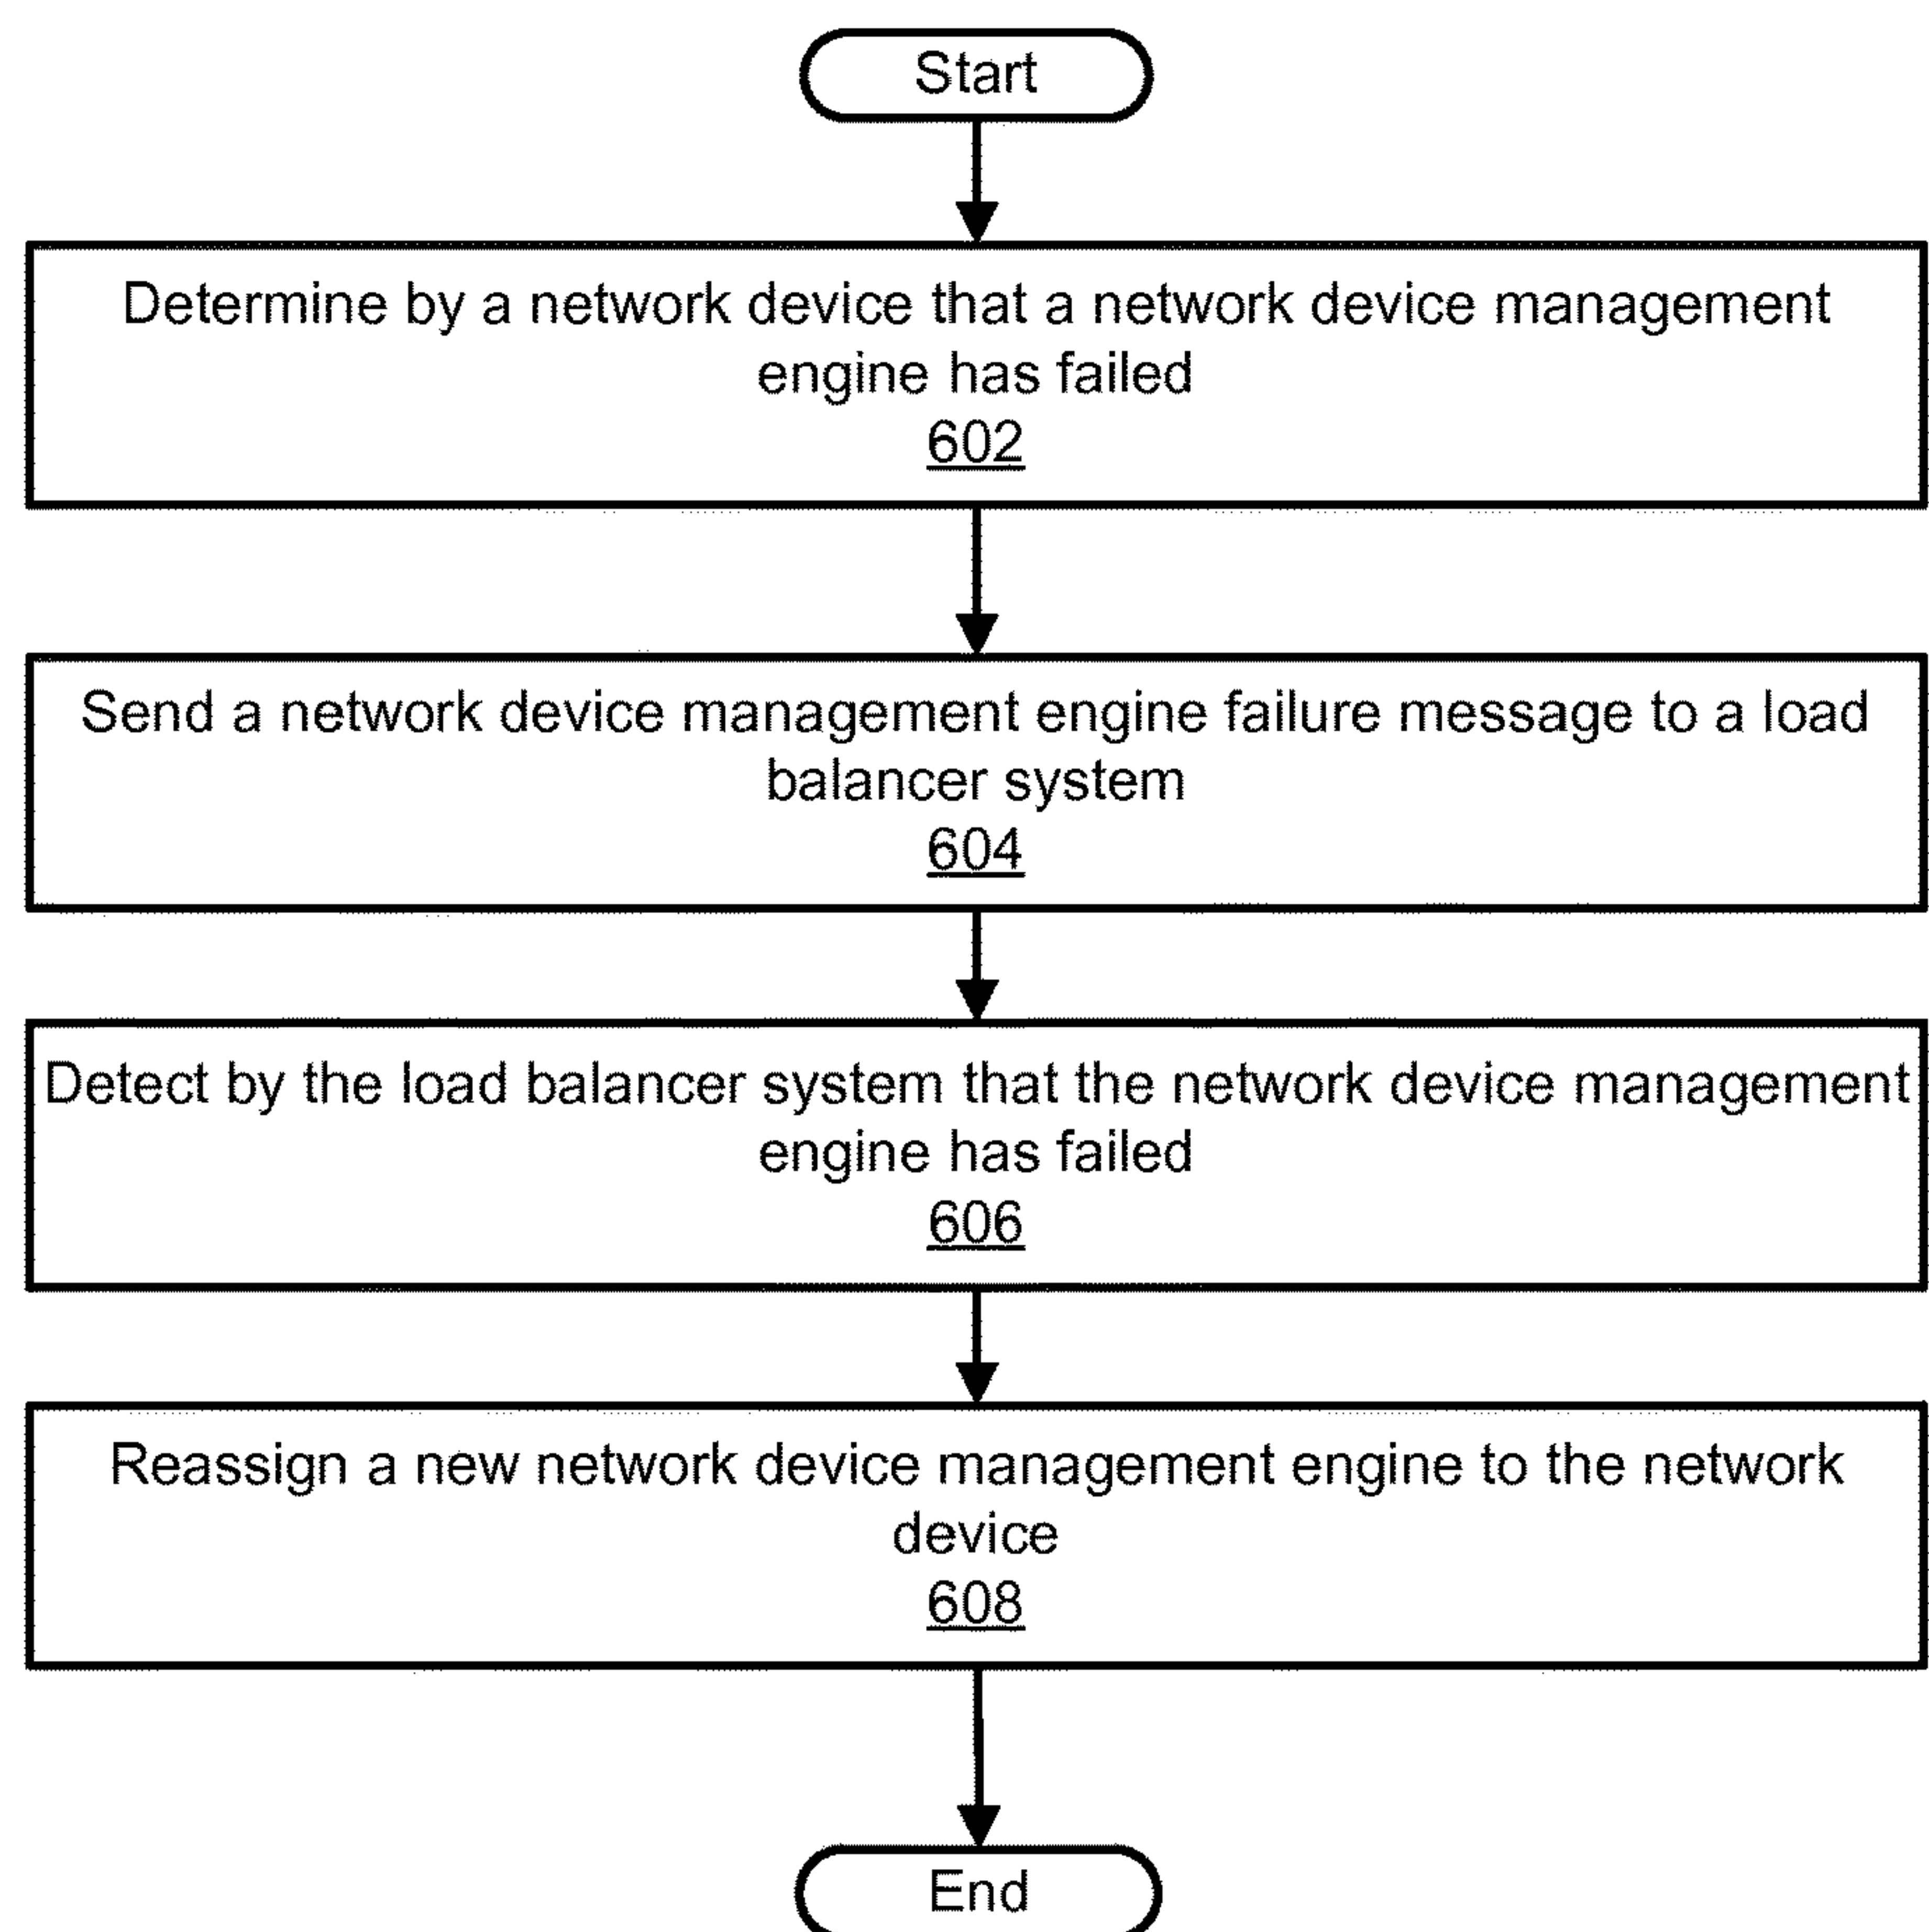 Start
Determine by a network device that a network device management
engine has failed
602
Send a network device management engine failure message to a load
balancer system
604
Detect by the load balancer system that the network device management
engine has failed
606
Reassign a new network device management engine to the network
device
608
End